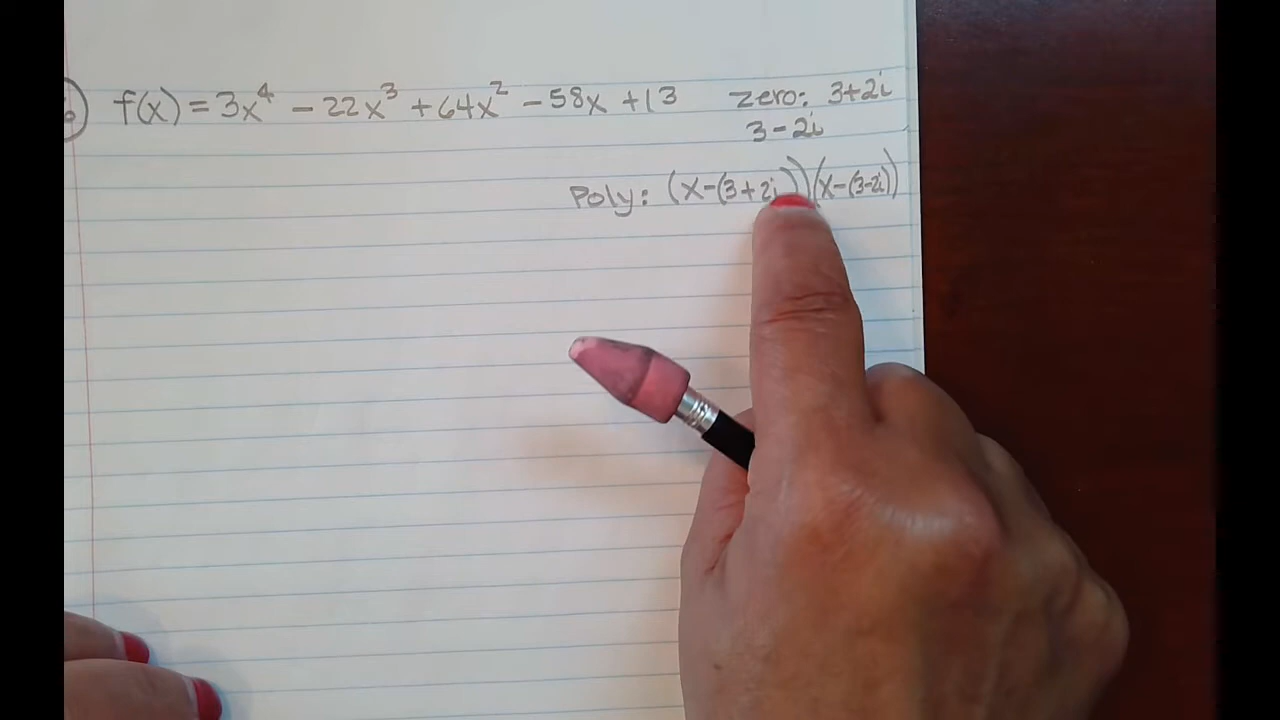 f(x) = 3x⁴ - 22x³ + 64x² - 58x + 13 zero: 3+2i
3-2i
Poly: (x-(3+2i))(x-(3-2i))